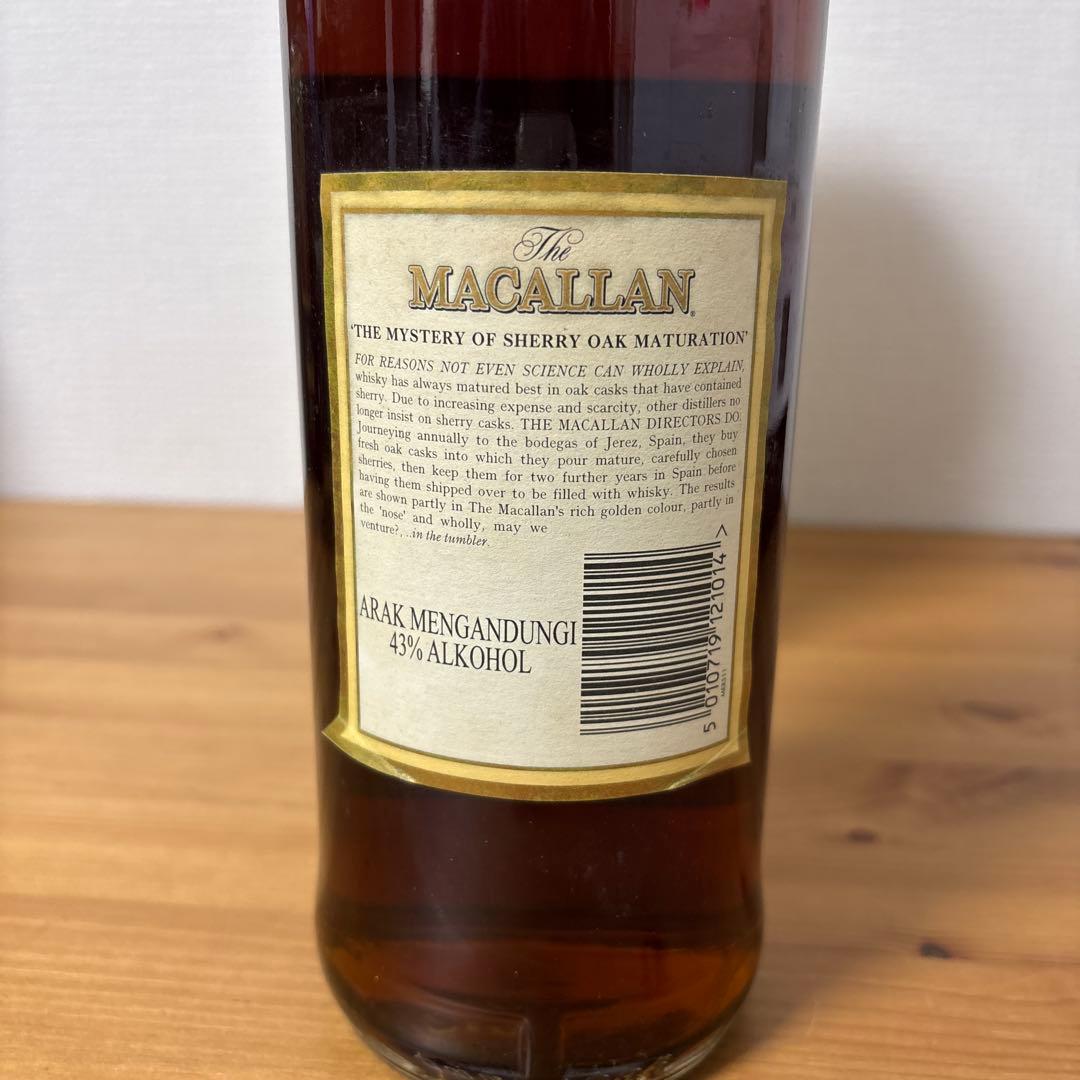 The
MACALLAN®
'THE MYSTERY OF SHERRY OAK MATURATION'
FOR REASONS NOT EVEN SCIENCE CAN WHOLLY EXPLAIN,
whisky has always matured best in oak casks that have contained
sherry. Due to increasing expense and scarcity, other distillers no
longer insist on sherry casks. THE MACALLAN DIRECTORS DO.
Journeying annually to the bodegas of Jerez, Spain, they buy
fresh oak casks into which they pour mature, carefully chosen
sherries, then keep them for two further years in Spain before
having them shipped over to be filled with whisky. The results
are shown partly in The Macallan's rich golden colour, partly in
the 'nose' and wholly, may we
venture?, ..in the tumbler.
ARAK MENGANDUNGI
43% ALKOHOL
5 010719 121014 >